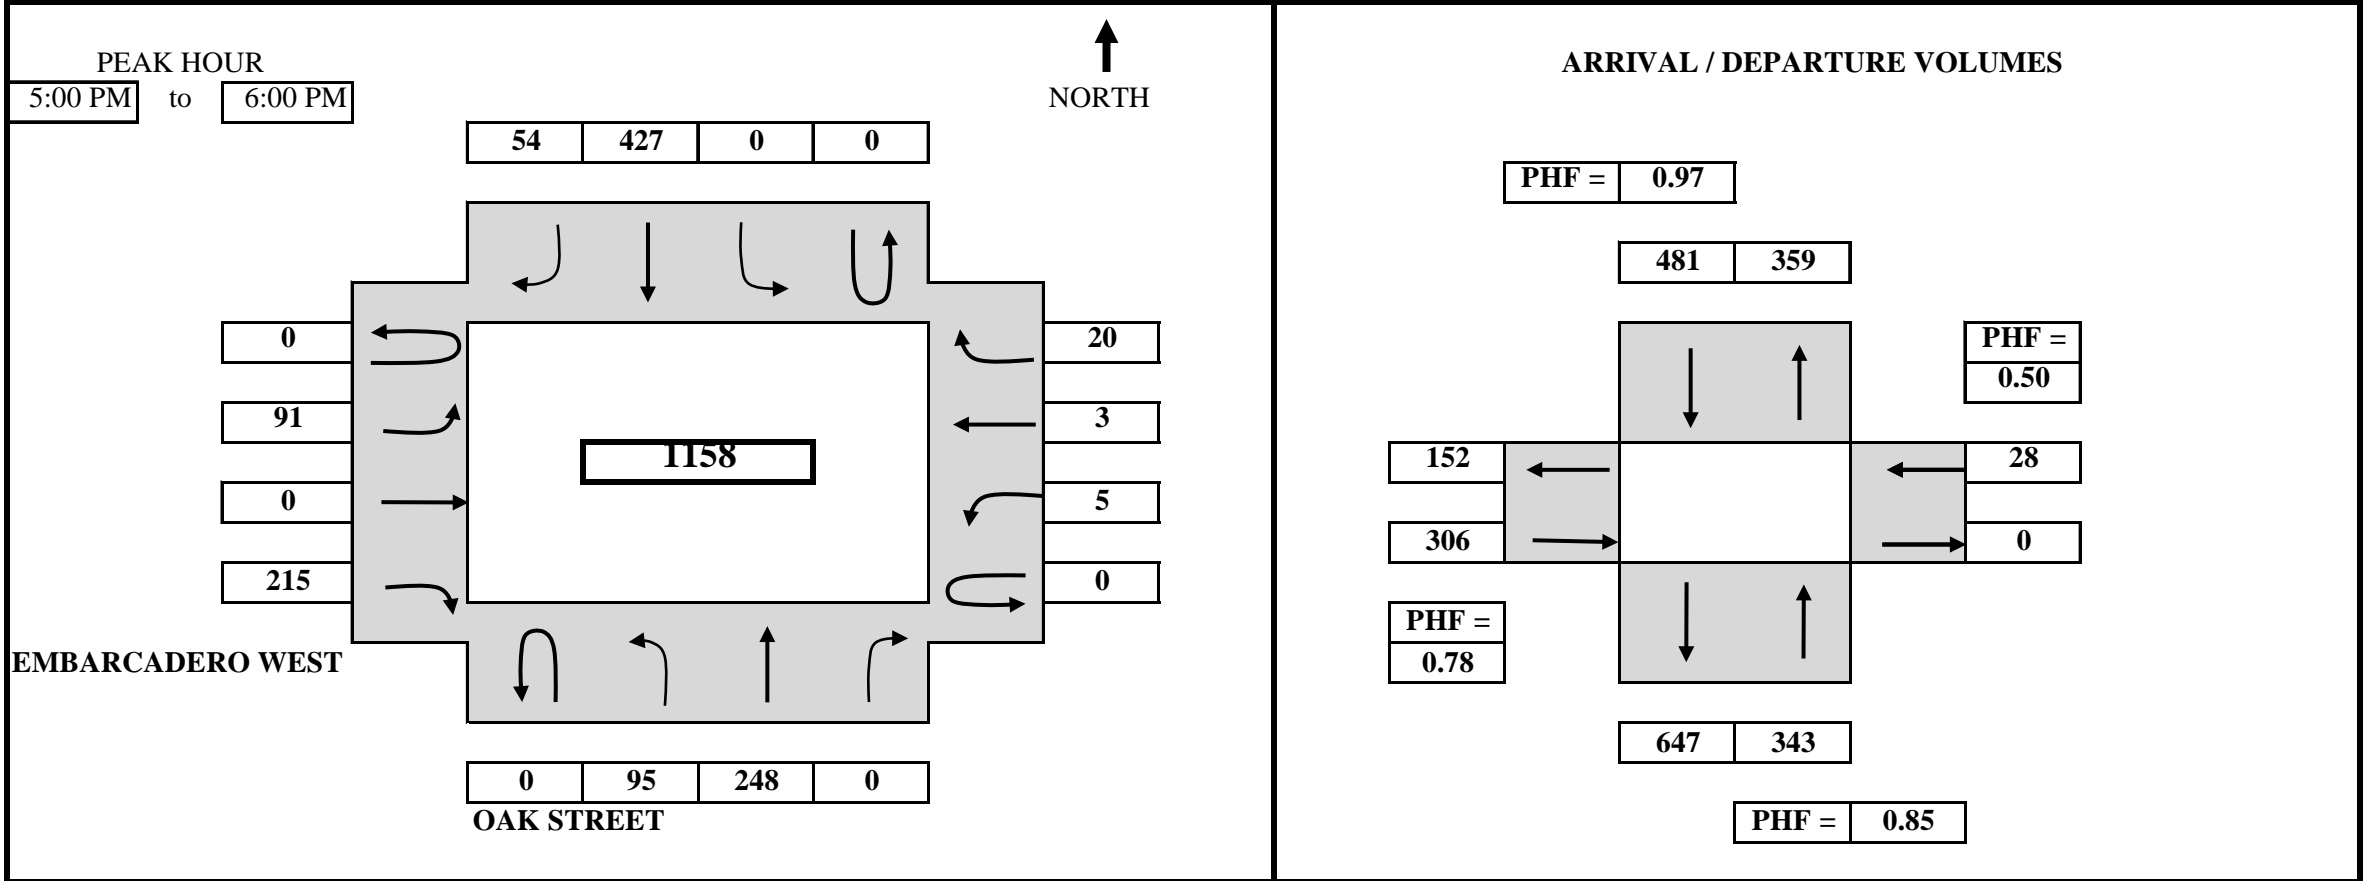 PEAK HOUR
5:00 PM to 6:00 PM
NORTH
54 427 0 0
0
91
0
215
20
3
5
0
1158
EMBARCADERO WEST
0 95 248 0
OAK STREET
ARRIVAL / DEPARTURE VOLUMES
PHF = 0.97
481 359
PHF =
0.50
152
306
28
0
PHF =
0.78
647 343
PHF = 0.85